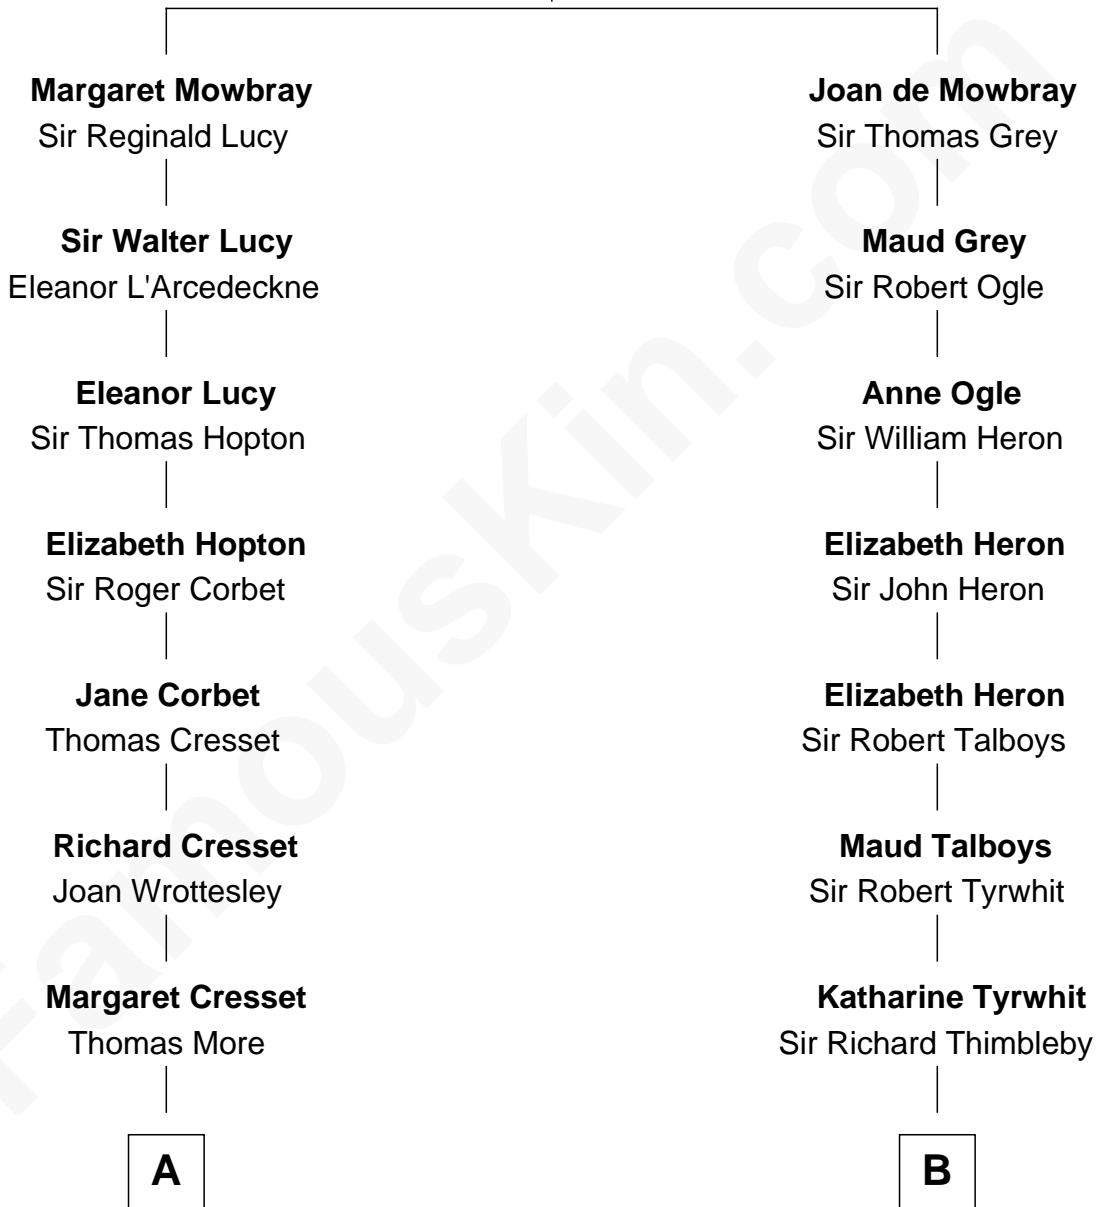 Margaret Mowbray
Sir Reginald Lucy
Sir Walter Lucy
Eleanor L'Arcedeckne
Eleanor Lucy
Sir Thomas Hopton
Elizabeth Hopton
Sir Roger Corbet
Jane Corbet
Thomas Cresset
Richard Cresset
Joan Wrottesley
Margaret Cresset
Thomas More
A
Joan de Mowbray
Sir Thomas Grey
Maud Grey
Sir Robert Ogle
Anne Ogle
Sir William Heron
Elizabeth Heron
Sir John Heron
Elizabeth Heron
Sir Robert Talboys
Maud Talboys
Sir Robert Tyrwhit
Katharine Tyrwhit
Sir Richard Thimbleby
B
FamousKin.com